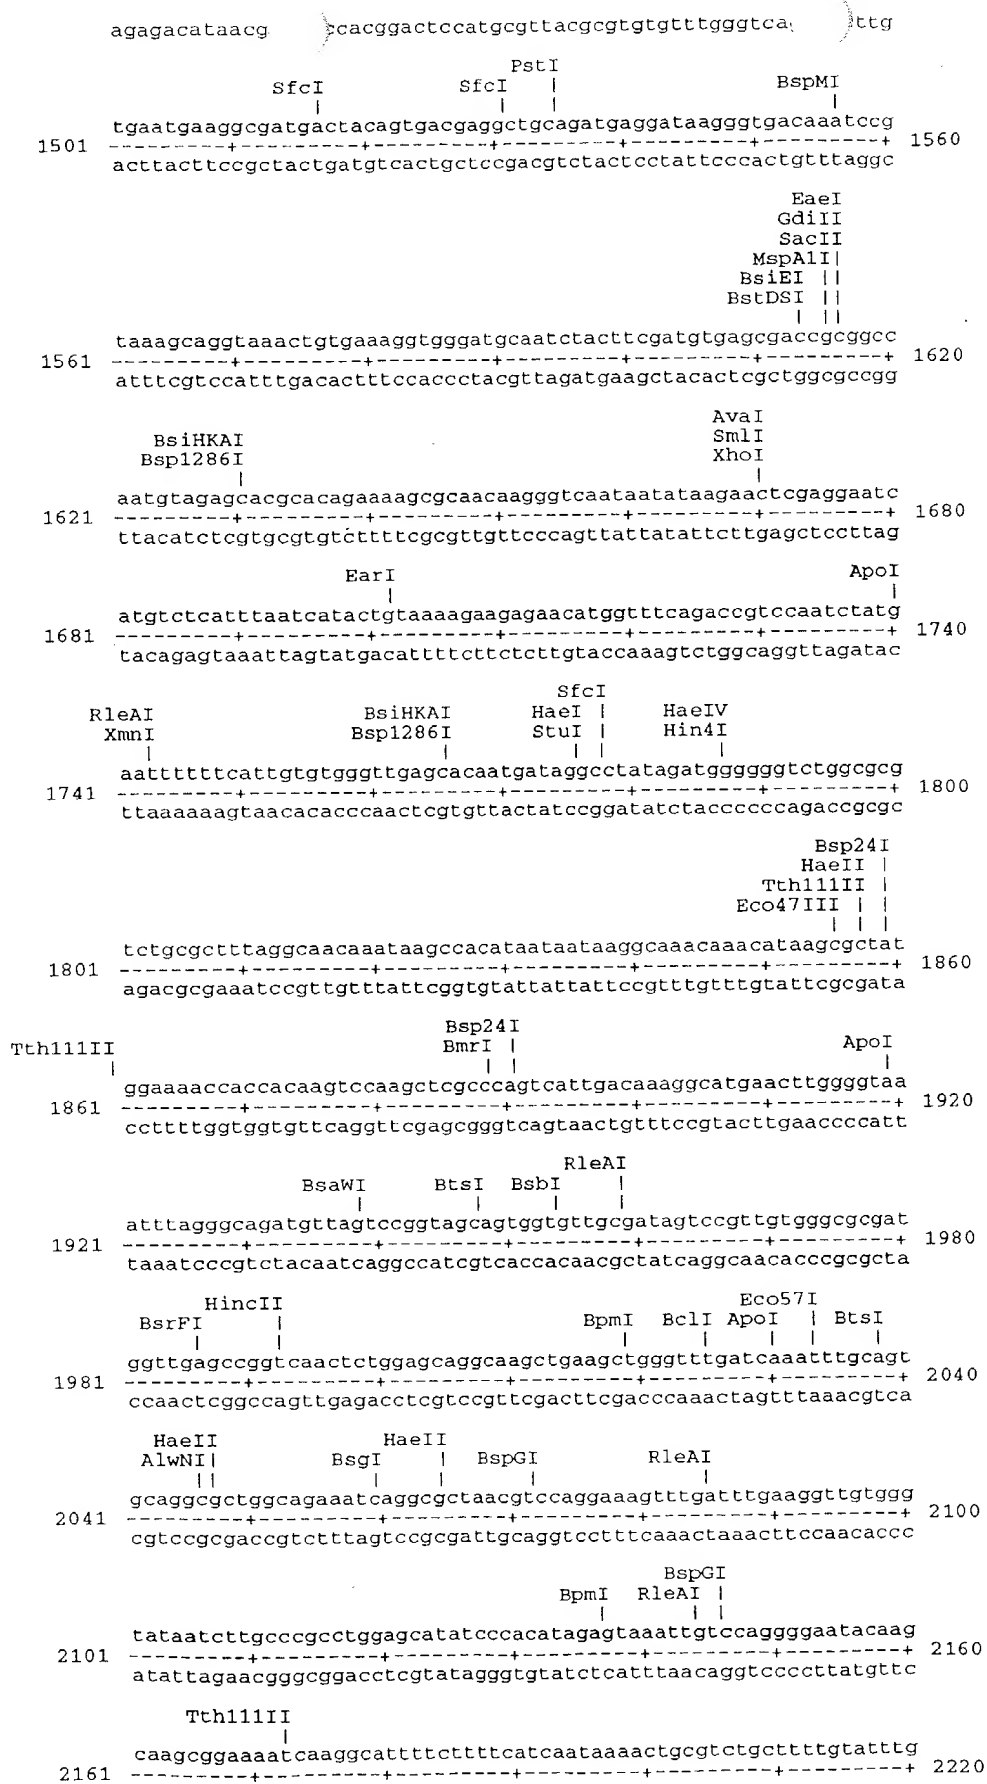 agagacataacg ccacggactccatgcgttacgcgtgtgtttgggtca ttg
PstI
SfcI SfcI | BspMI
| | | |
tgaatgaaggcgatgactacagtgacgaggctgcagatgaggataagggtgacaaatccg
1501 ---------+---------+---------+---------+---------+---------+ 1560
acttacttccgctactgatgtcactgctccgacgtctactcctattcccactgtttaggc
EaeI
GdiII
SacII
MspA1I|
BsiEI ||
BstDSI ||
| ||
taaagcaggtaaactgtgaaaggtgggatgcaatctacttcgatgtgagcgaccgcggcc
1561 ---------+---------+---------+---------+---------+---------+ 1620
atttcgtccatttgacactttccaccctacgttagatgaagctacactcgctggcgccgg
AvaI
BsiHKAI SmlI
Bsp1286I XhoI
| |
aatgtagagcacgcacagaaaagcgcaacaagggtcaataatataagaactcgaggaatc
1621 ---------+---------+---------+---------+---------+---------+ 1680
ttacatctcgtgcgtgtcttttcgcgttgttcccagttattatattcttgagctccttag
EarI ApoI
| |
atgtctcatttaatcatactgtaaaagaagagaacatggtttcagaccgtccaatctatg
1681 ---------+---------+---------+---------+---------+---------+ 1740
tacagagtaaattagtatgacattttcttctcttgtaccaaagtctggcaggttagatac
SfcI
RleAI BsiHKAI HaeI | HaeIV
XmnI Bsp1286I StuI | Hin4I
| | | | |
aattttttcattgtgtgggttgagcacaatgataggcctatagatggggggtctggcgcg
1741 ---------+---------+---------+---------+---------+---------+ 1800
ttaaaaaagtaacacacccaactcgtgttactatccggatatctaccccccagaccgcgc
Bsp24I
HaeII |
Tth111II |
Eco47III | |
| | |
tctgcgctttaggcaacaaataagccacataataataaggcaaacaaacataagcgctat
1801 ---------+---------+---------+---------+---------+---------+ 1860
agacgcgaaatccgttgtttattcggtgtattattattccgtttgtttgtattcgcgata
Bsp24I
Tth111II BmrI | ApoI
| | | |
ggaaaaccaccacaagtccaagctcgcccagtcattgacaaaggcatgaacttggggtaa
1861 ---------+---------+---------+---------+---------+---------+ 1920
ccttttggtggtgttcaggttcgagcgggtcagtaactgtttccgtacttgaaccccatt
RleAI
BsaWI BtsI BsbI |
| | | |
atttagggcagatgttagtccggtagcagtggtgttgcgatagtccgttgtgggcgcgat
1921 ---------+---------+---------+---------+---------+---------+ 1980
taaatcccgtctacaatcaggccatcgtcaccacaacgctatcaggcaacacccgcgcta
HincII Eco57I
BsrFI | BpmI BclI ApoI | BtsI
| | | | | | |
ggttgagccggtcaactctggagcaggcaagctgaagctgggtttgatcaaatttgcagt
1981 ---------+---------+---------+---------+---------+---------+ 2040
ccaactcggccagttgagacctcgtccgttcgacttcgacccaaactagtttaaacgtca
HaeII HaeII
AlwNI| BsgI | BspGI RleAI
|| | | | |
gcaggcgctggcagaaatcaggcgctaacgtccaggaaagtttgatttgaaggttgtggg
2041 ---------+---------+---------+---------+---------+---------+ 2100
cgtccgcgaccgtctttagtccgcgattgcaggtcctttcaaactaaacttccaacaccc
BspGI
BpmI RleAI |
| | |
tataatcttgcccgcctggagcatatcccacatagagtaaattgtccaggggaatacaag
2101 ---------+---------+---------+---------+---------+---------+ 2160
atattagaacgggcggacctcgtatagggtgtatctcatttaacaggtccccttatgttc
Tth111II
|
caagcggaaaatcaaggcattttcttttcatcaataaaactgcgtctgcttttgtatttg
2161 ---------+---------+---------+---------+---------+---------+ 2220